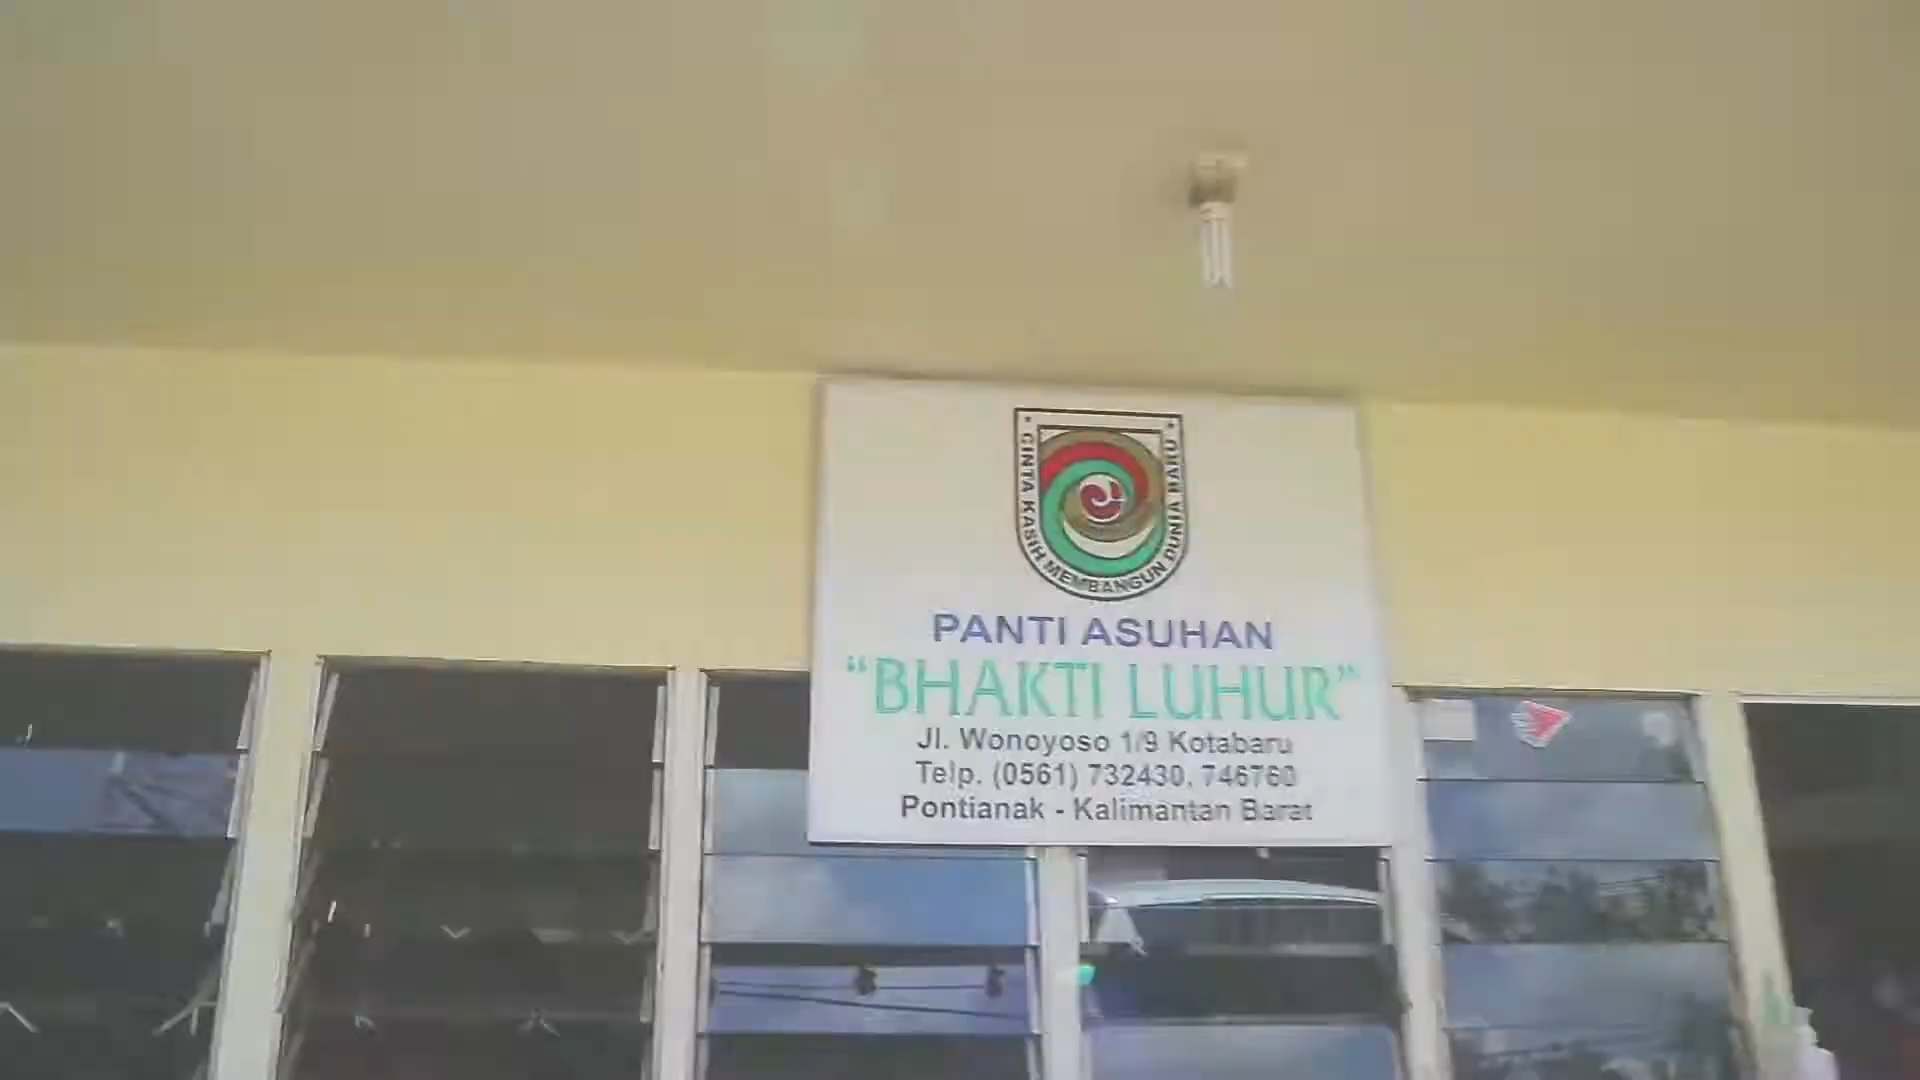 CINTA KASIH MEMBANGUN DUNIA BARU
PANTI ASUHAN
"BHAKTI LUHUR"
Jl. Wonoyoso 1/9 Kotabaru
Telp. (0561) 732430, 746760
Pontianak - Kalimantan Barat